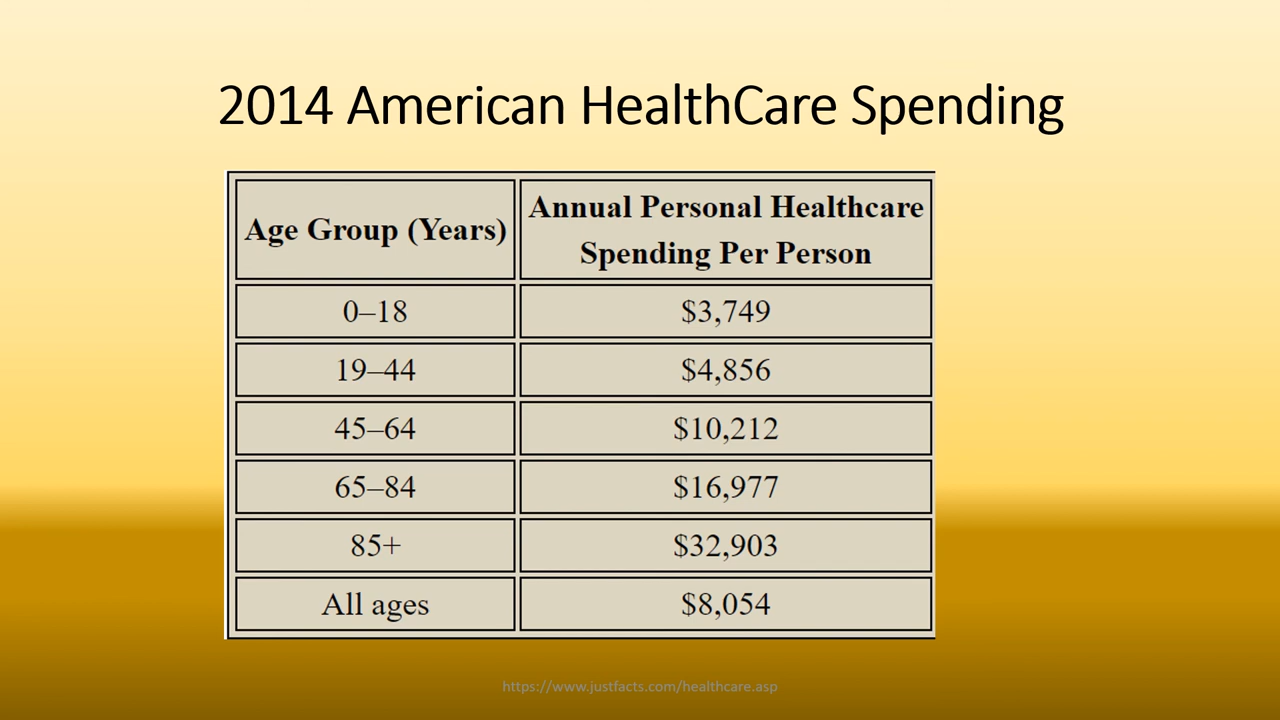 2014 American HealthCare Spending
Age Group (Years)
Annual Personal Healthcare
Spending Per Person
0–18 $3,749
19–44 $4,856
45–64 $10,212
65–84 $16,977
85+ $32,903
All ages $8,054
https://www.justfacts.com/healthcare.asp